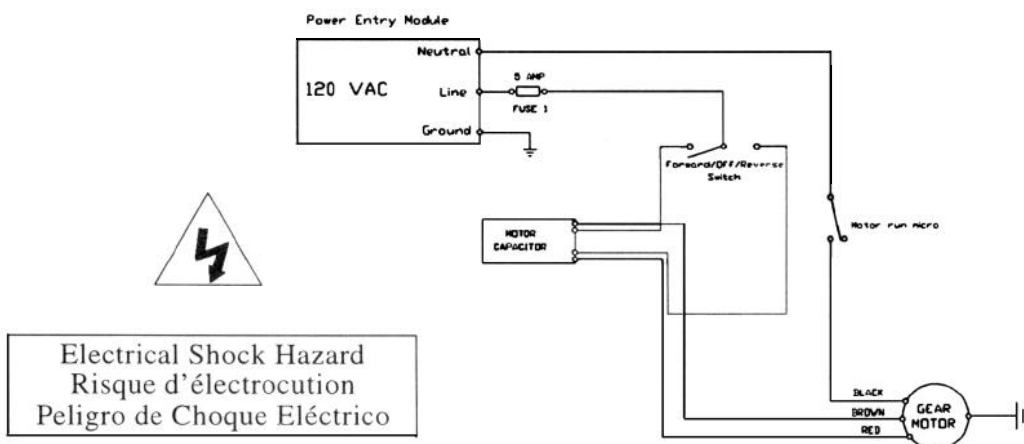 Power Entry Module
Neutral
120 VAC
Line
Ground
5 AMP
FUSE 1
Forward/OFF/Reverse
Switch
MOTOR
CAPACITOR
Motor run micro
Electrical Shock Hazard
Risque d'électrocution
Peligro de Choque Eléctrico
BLACK
BROWN
RED
GEAR
MOTOR